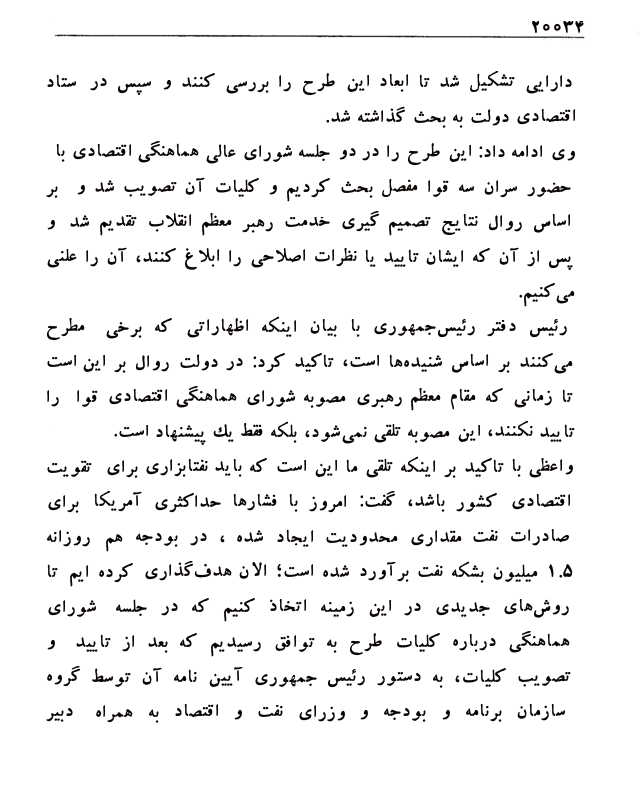 ۲۰۰۳۴
دارایی تشکیل شد تا ابعاد این طرح را بررسی کنند و سپس در ستاد
اقتصادی دولت به بحث گذاشته شد.
وی ادامه داد: این طرح را در دو جلسه شورای عالی هماهنگی اقتصادی با
حضور سران سه قوا مفصل بحث کردیم و کلیات آن تصویب شد و بر
اساس روال نتایج تصمیم گیری خدمت رهبر معظم انقلاب تقدیم شد و
پس از آن که ایشان تایید یا نظرات اصلاحی را ابلاغ کنند، آن را علنی
می‌کنیم.
رئیس دفتر رئیس‌جمهوری با بیان اینکه اظهاراتی که برخی مطرح
می‌کنند بر اساس شنیده‌ها است، تاکید کرد: در دولت روال بر این است
تا زمانی که مقام معظم رهبری مصوبه شورای هماهنگی اقتصادی قوا را
تایید نکنند، این مصوبه تلقی نمی‌شود، بلکه فقط یك پیشنهاد است.
واعظی با تاکید بر اینکه تلقی ما این است که باید نفتابزاری برای تقویت
اقتصادی کشور باشد، گفت: امروز با فشارها حداکثری آمریکا برای
صادرات نفت مقداری محدودیت ایجاد شده ، در بودجه هم روزانه
۱.۵ میلیون بشکه نفت برآورد شده است؛ الان هدف‌گذاری کرده ایم تا
روش‌های جدیدی در این زمینه اتخاذ کنیم که در جلسه شورای
هماهنگی درباره کلیات طرح به توافق رسیدیم که بعد از تایید و
تصویب کلیات، به دستور رئیس جمهوری آیین نامه آن توسط گروه
سازمان برنامه و بودجه و وزرای نفت و اقتصاد به همراه دبیر